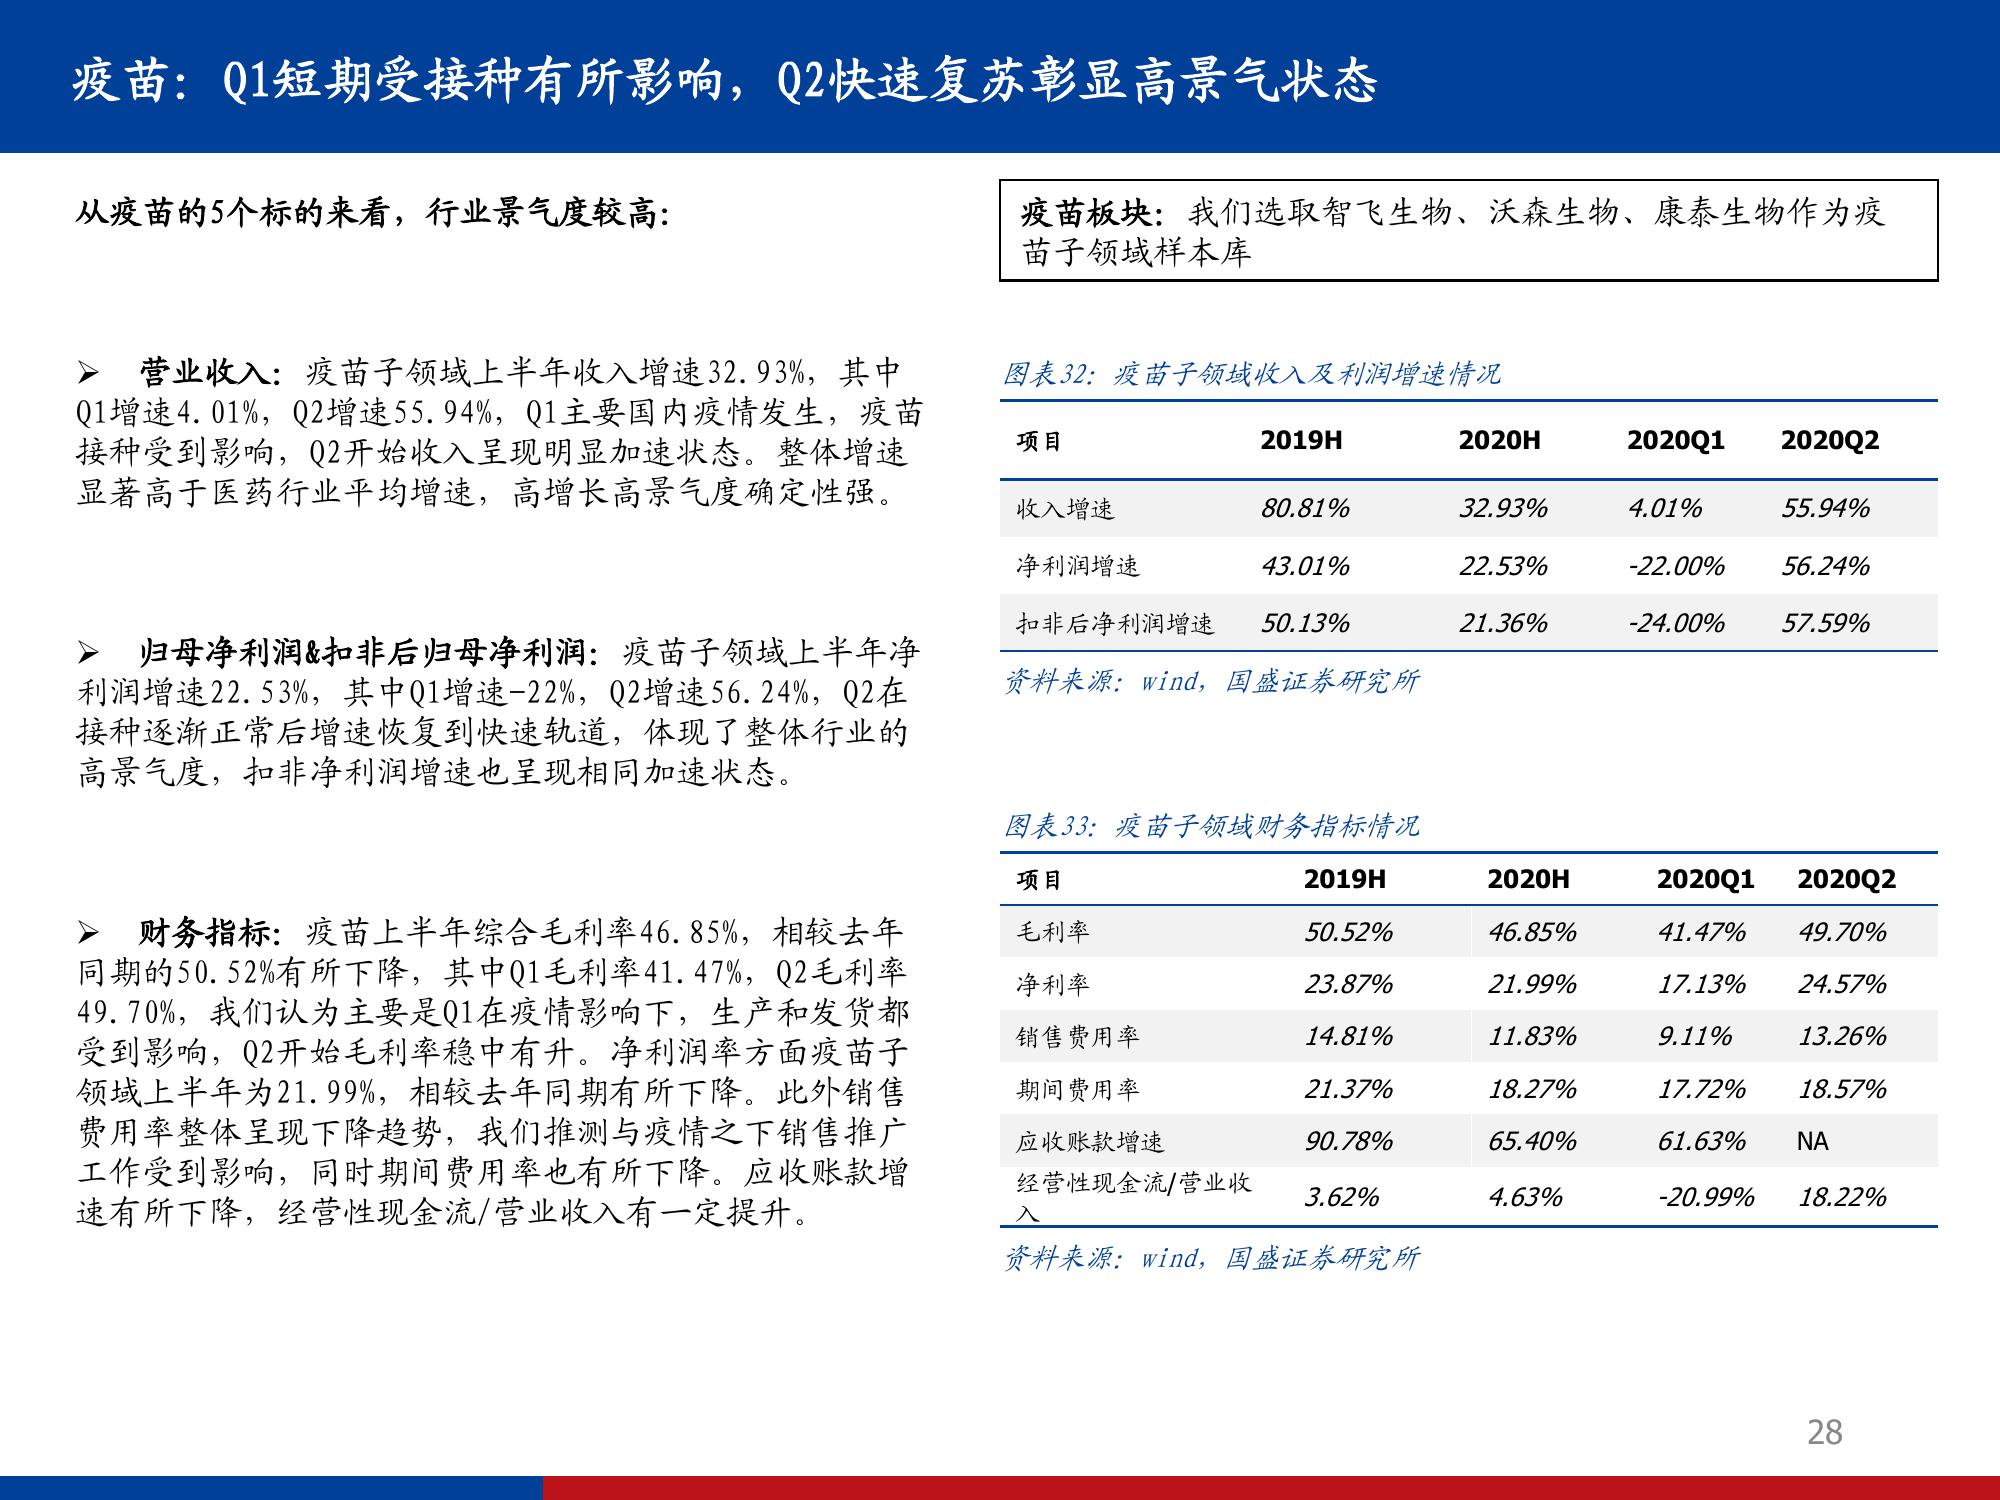 疫苗：Q1短期受接种有所影响，Q2快速复苏彰显高景气状态
从疫苗的5个标的来看，行业景气度较高：
➢ 营业收入：疫苗子领域上半年收入增速32.93%，其中
Q1增速4.01%，Q2增速55.94%，Q1主要国内疫情发生，疫苗
接种受到影响，Q2开始收入呈现明显加速状态。整体增速
显著高于医药行业平均增速，高增长高景气度确定性强。
➢ 归母净利润&扣非后归母净利润：疫苗子领域上半年净
利润增速22.53%，其中Q1增速-22%，Q2增速56.24%，Q2在
接种逐渐正常后增速恢复到快速轨道，体现了整体行业的
高景气度，扣非净利润增速也呈现相同加速状态。
➢ 财务指标：疫苗上半年综合毛利率46.85%，相较去年
同期的50.52%有所下降，其中Q1毛利率41.47%，Q2毛利率
49.70%，我们认为主要是Q1在疫情影响下，生产和发货都
受到影响，Q2开始毛利率稳中有升。净利润率方面疫苗子
领域上半年为21.99%，相较去年同期有所下降。此外销售
费用率整体呈现下降趋势，我们推测与疫情之下销售推广
工作受到影响，同时期间费用率也有所下降。应收账款增
速有所下降，经营性现金流/营业收入有一定提升。
疫苗板块：我们选取智飞生物、沃森生物、康泰生物作为疫
苗子领域样本库
图表32：疫苗子领域收入及利润增速情况
项目 2019H 2020H 2020Q1 2020Q2
收入增速 80.81% 32.93% 4.01% 55.94%
净利润增速 43.01% 22.53% -22.00% 56.24%
扣非后净利润增速 50.13% 21.36% -24.00% 57.59%
资料来源：wind，国盛证券研究所
图表33：疫苗子领域财务指标情况
项目 2019H 2020H 2020Q1 2020Q2
毛利率 50.52% 46.85% 41.47% 49.70%
净利率 23.87% 21.99% 17.13% 24.57%
销售费用率 14.81% 11.83% 9.11% 13.26%
期间费用率 21.37% 18.27% 17.72% 18.57%
应收账款增速 90.78% 65.40% 61.63% NA
经营性现金流/营业收
入 3.62% 4.63% -20.99% 18.22%
资料来源：wind，国盛证券研究所
28